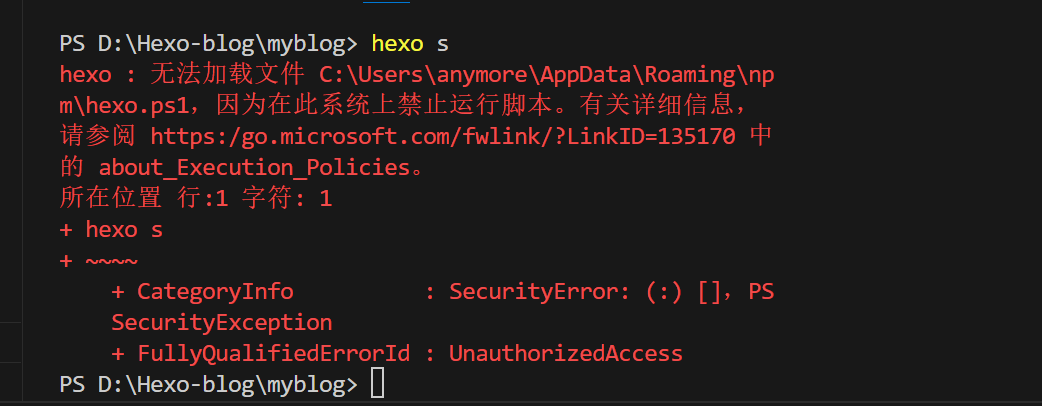 PS D:\Hexo-blog\myblog> hexo s
hexo : 无法加载文件 C:\Users\anymore\AppData\Roaming\np
m\hexo.ps1，因为在此系统上禁止运行脚本。有关详细信息，
请参阅 https:/go.microsoft.com/fwlink/?LinkID=135170 中
的 about_Execution_Policies。
所在位置 行:1 字符: 1
+ hexo s
+ ~~~~
    + CategoryInfo          : SecurityError: (:) []，PS
    SecurityException
    + FullyQualifiedErrorId : UnauthorizedAccess
PS D:\Hexo-blog\myblog>